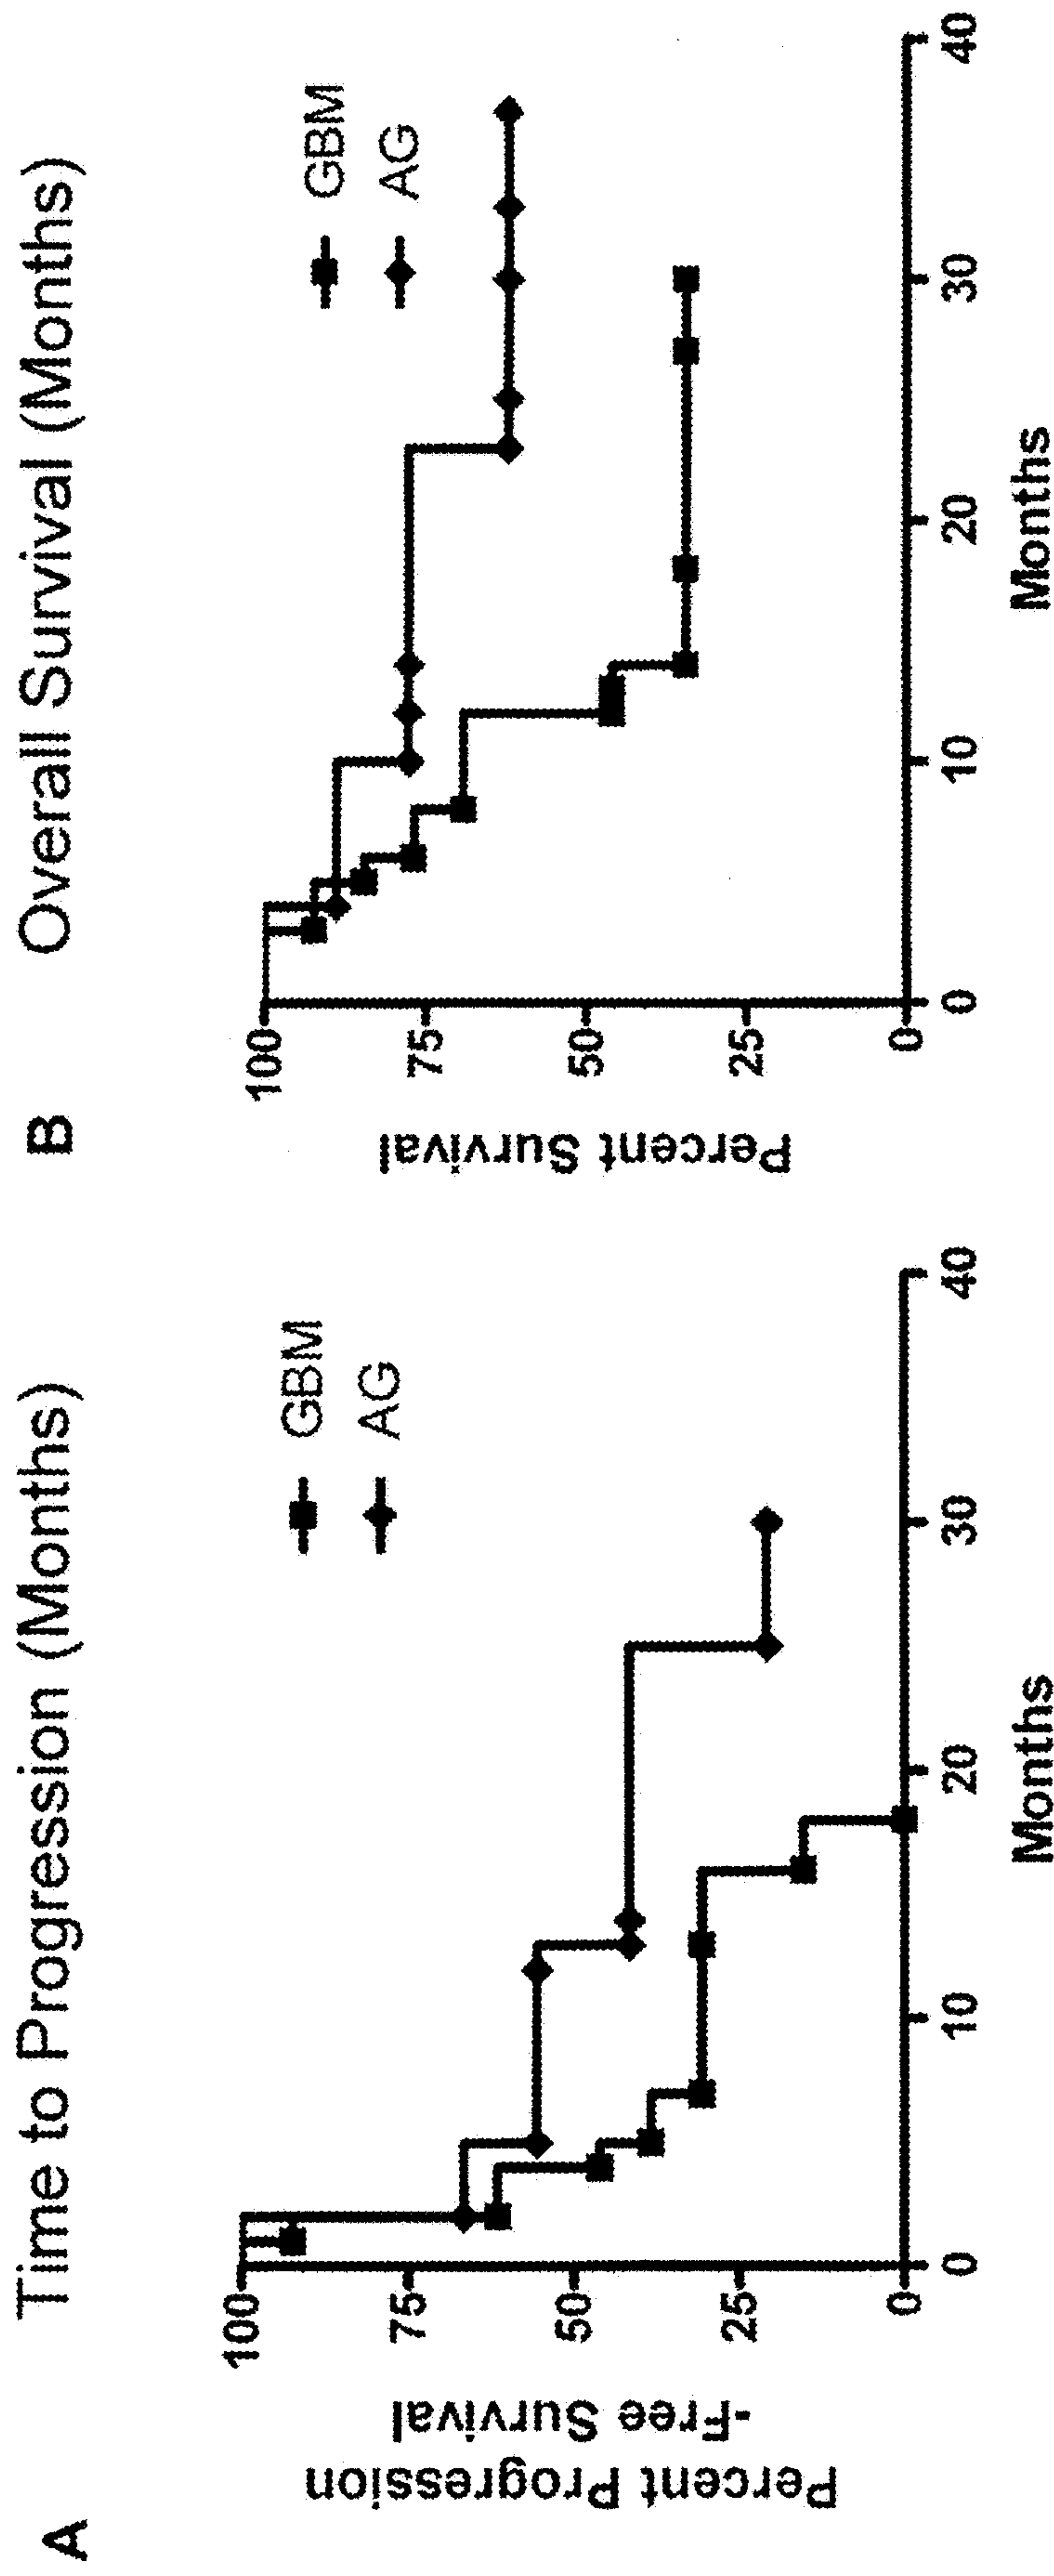 A
Time to Progression (Months)
Percent Progression
-Free Survival
100
75
50
25
0
0
10
20
30
40
Months
GBM
AG
B
Overall Survival (Months)
Percent Survival
100
75
50
25
0
0
10
20
30
40
Months
GBM
AG